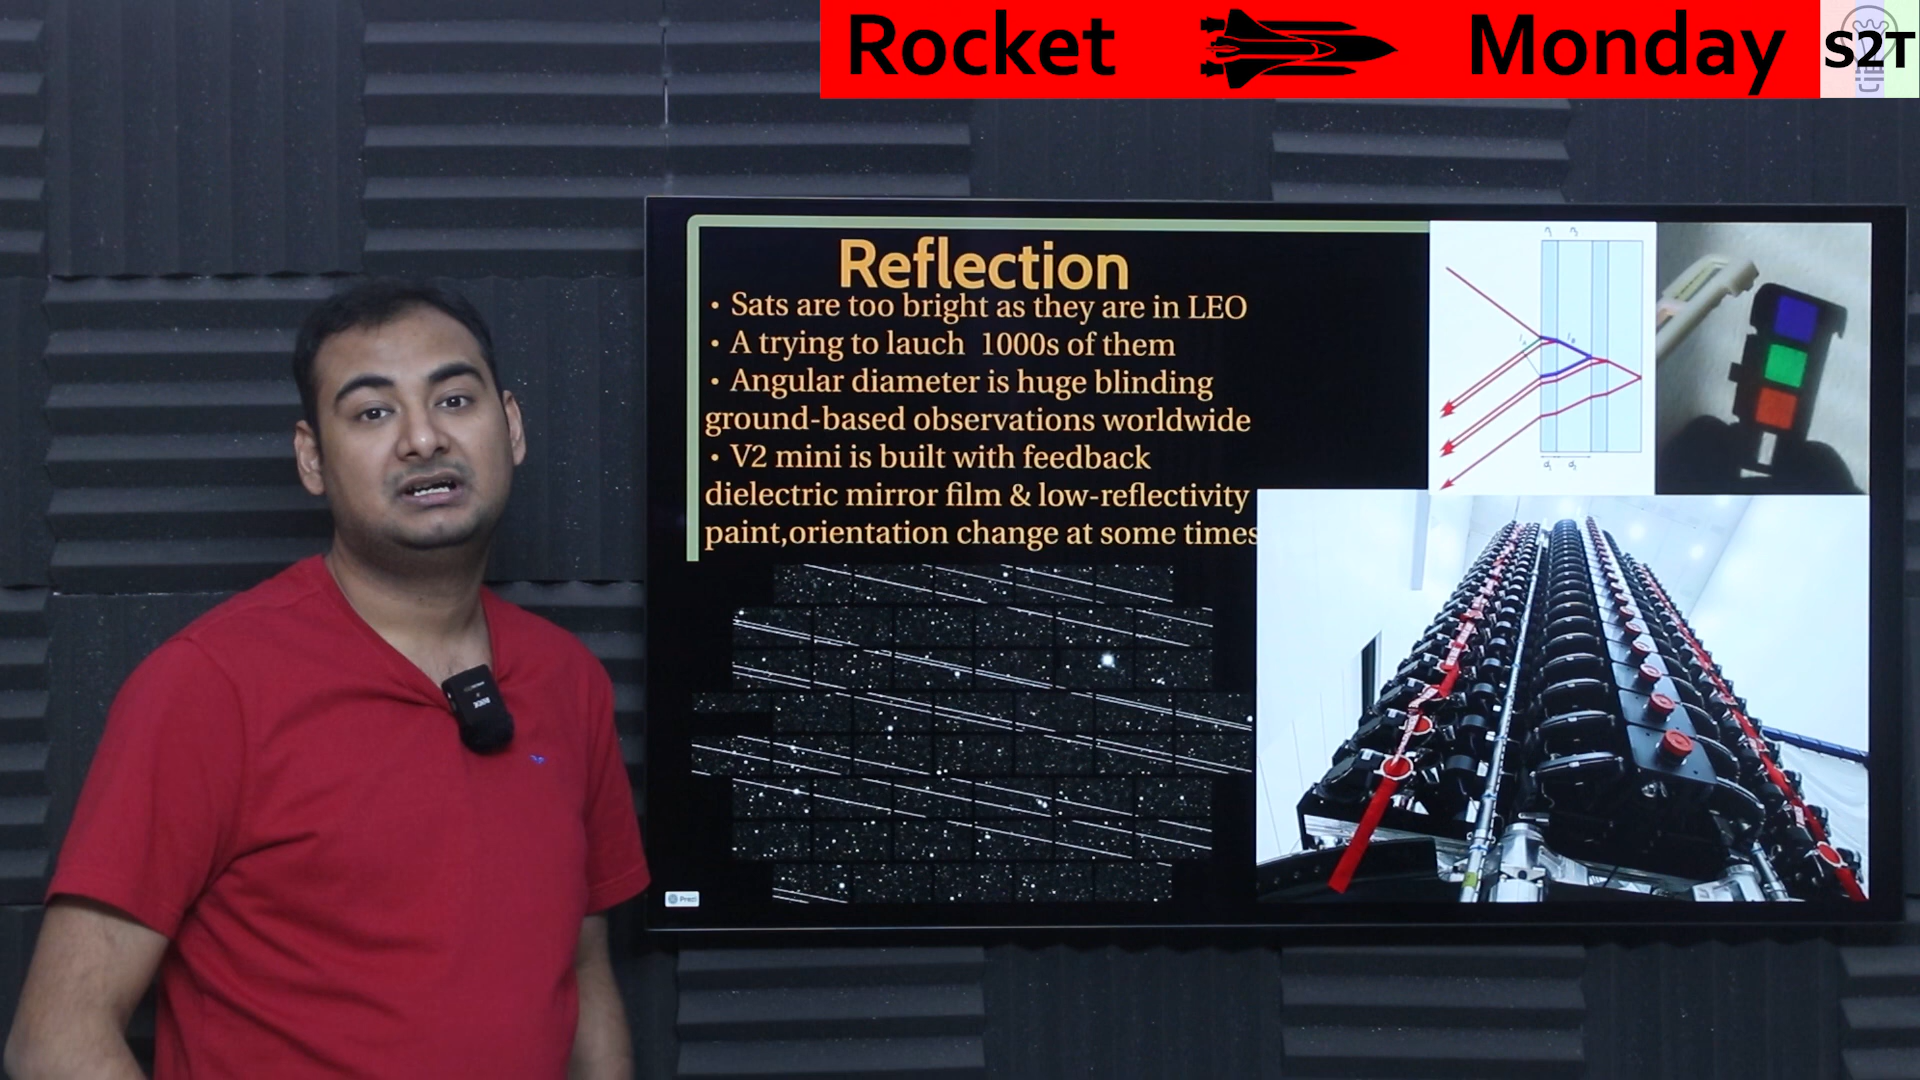 Rocket Monday
S2T
Reflection
• Sats are too bright as they are in LEO
• A trying to lauch 1000s of them
• Angular diameter is huge blinding
ground-based observations worldwide
• V2 mini is built with feedback
dielectric mirror film & low-reflectivity
paint,orientation change at some times
Prezi